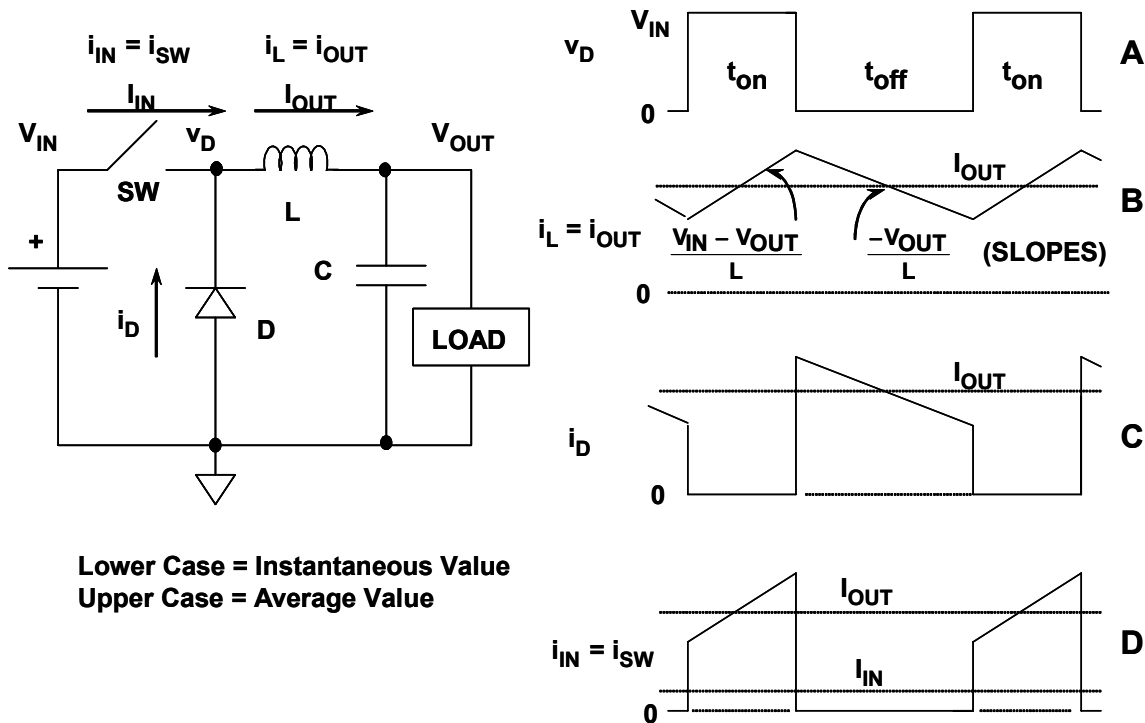 i_IN = i_SW
I_IN
V_IN
SW
v_D
i_L = i_OUT
I_OUT
L
V_OUT
+
i_D
D
C
LOAD
Lower Case = Instantaneous Value
Upper Case = Average Value
v_D
V_IN
0
t_on
t_off
t_on
A
i_L = i_OUT
I_OUT
V_IN – V_OUT
L
–V_OUT
L
(SLOPES)
0
B
i_D
I_OUT
0
C
i_IN = i_SW
I_OUT
I_IN
0
D